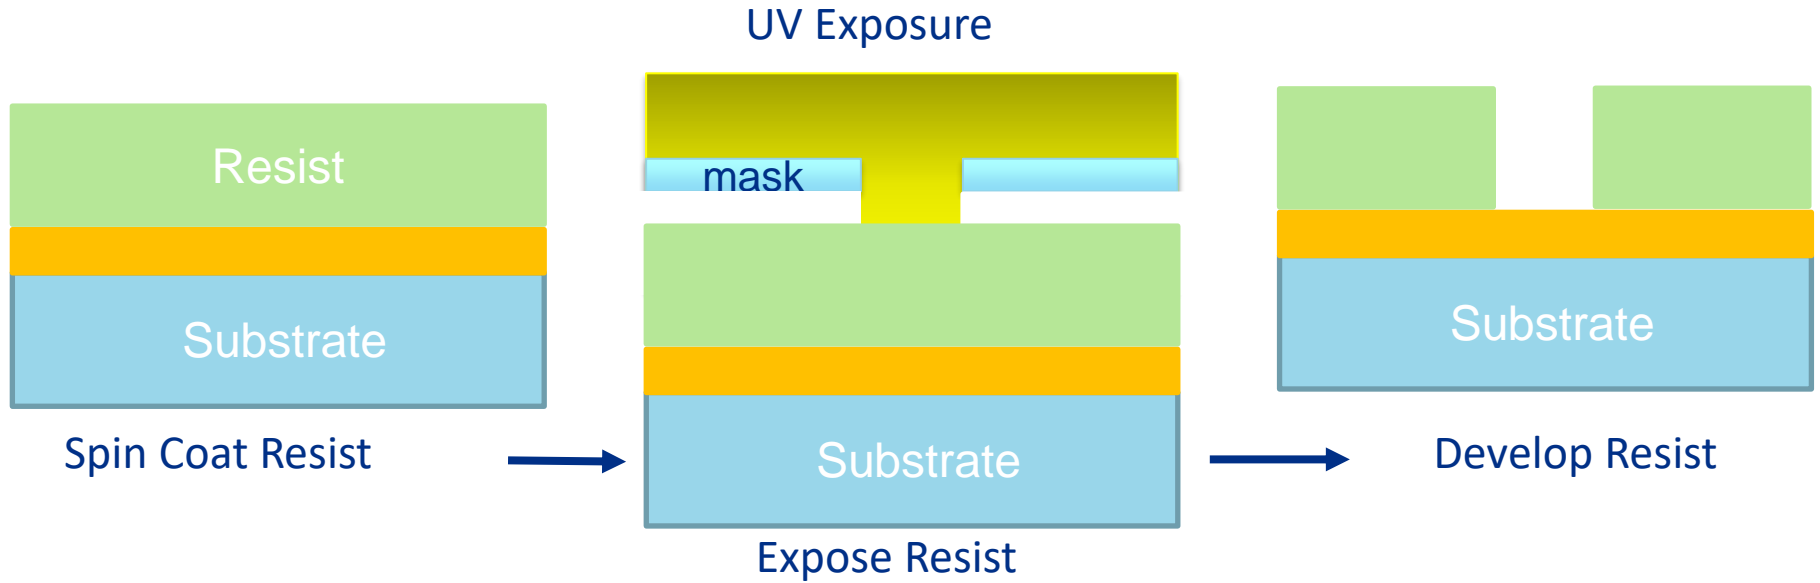 UV Exposure
Resist
Substrate
Spin Coat Resist
mask
Substrate
Expose Resist
Substrate
Develop Resist